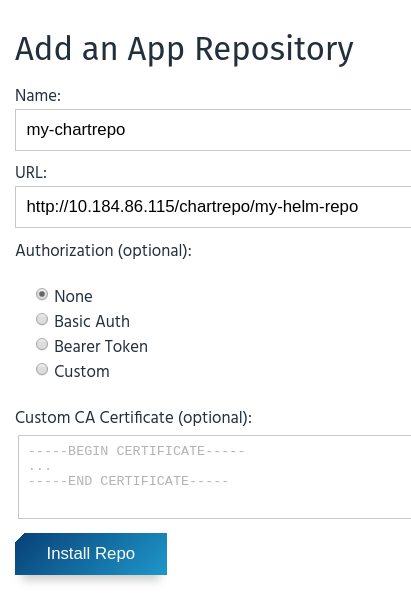 Add an App Repository
Name:
my-chartrepo
URL:
http://10.184.86.115/chartrepo/my-helm-repo
Authorization (optional):
None
Basic Auth
Bearer Token
Custom
Custom CA Certificate (optional):
-----BEGIN CERTIFICATE-----
...
-----END CERTIFICATE-----
Install Repo